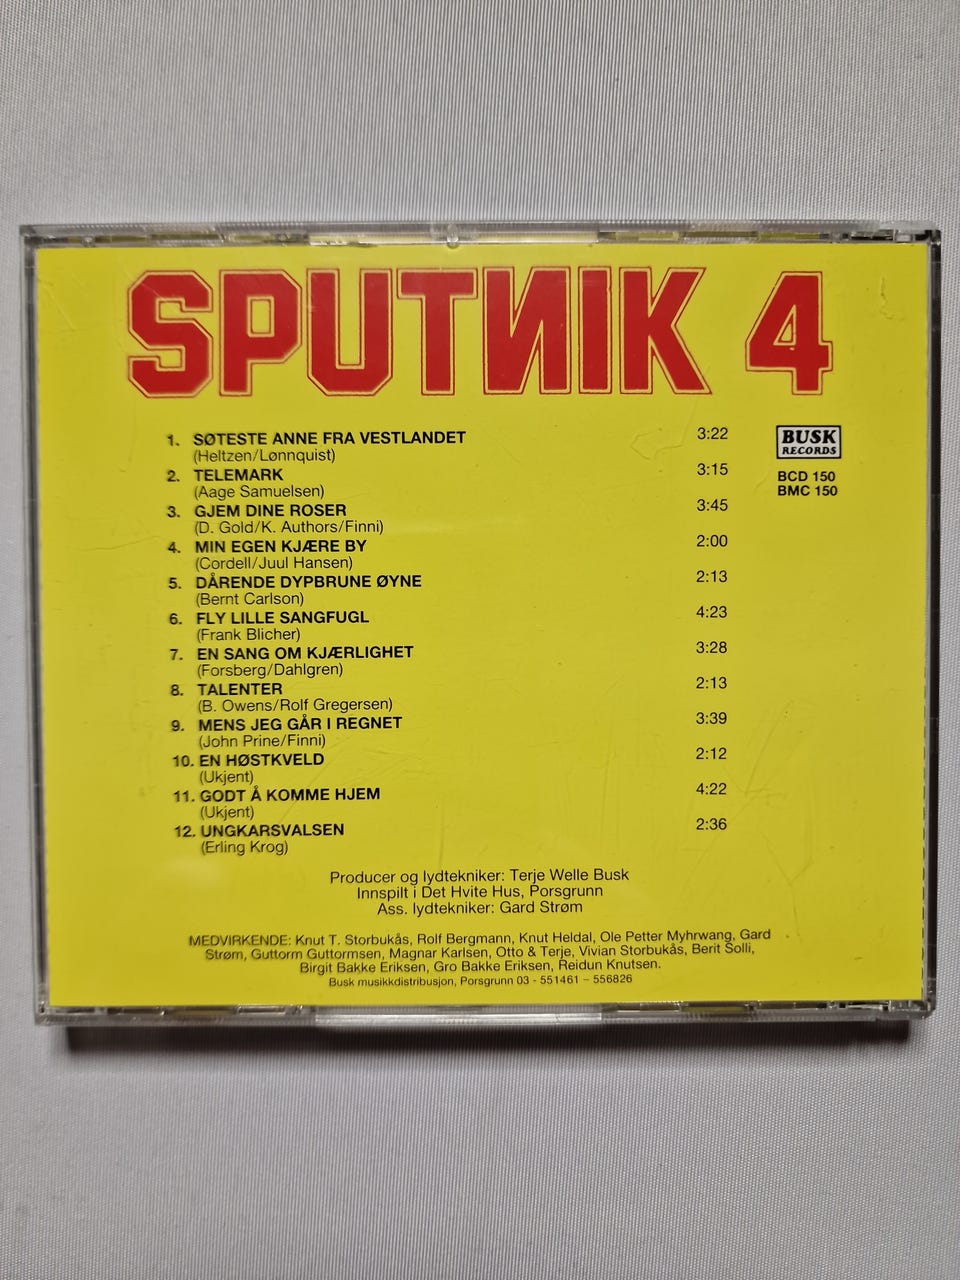 SPUTNIK 4
1. SØTESTE ANNE FRA VESTLANDET 3:22
(Heltzen/Lønnquist)
2. TELEMARK 3:15
(Aage Samuelsen)
3. GJEM DINE ROSER 3:45
(D. Gold/K. Authors/Finni)
4. MIN EGEN KJÆRE BY 2:00
(Cordell/Juul Hansen)
5. DÅRENDE DYPBRUNE ØYNE 2:13
(Bernt Carlson)
6. FLY LILLE SANGFUGL 4:23
(Frank Blicher)
7. EN SANG OM KJÆRLIGHET 3:28
(Forsberg/Dahlgren)
8. TALENTER 2:13
(B. Owens/Rolf Gregersen)
9. MENS JEG GÅR I REGNET 3:39
(John Prine/Finni)
10. EN HØSTKVELD 2:12
(Ukjent)
11. GODT Å KOMME HJEM 4:22
(Ukjent)
12. UNGKARSVALSEN 2:36
(Erling Krog)
BUSK
RECORDS
BCD 150
BMC 150
Producer og lydtekniker: Terje Welle Busk
Innspilt i Det Hvite Hus, Porsgrunn
Ass. lydtekniker: Gard Strøm
MEDVIRKENDE: Knut T. Storbukås, Rolf Bergmann, Knut Heldal, Ole Petter Myhrwang, Gard
Strøm, Guttorm Guttormsen, Magnar Karlsen, Otto & Terje, Vivian Storbukås, Berit Solli,
Birgit Bakke Eriksen, Gro Bakke Eriksen, Reidun Knutsen.
Busk musikkdistribusjon, Porsgrunn 03 - 551461 – 556826